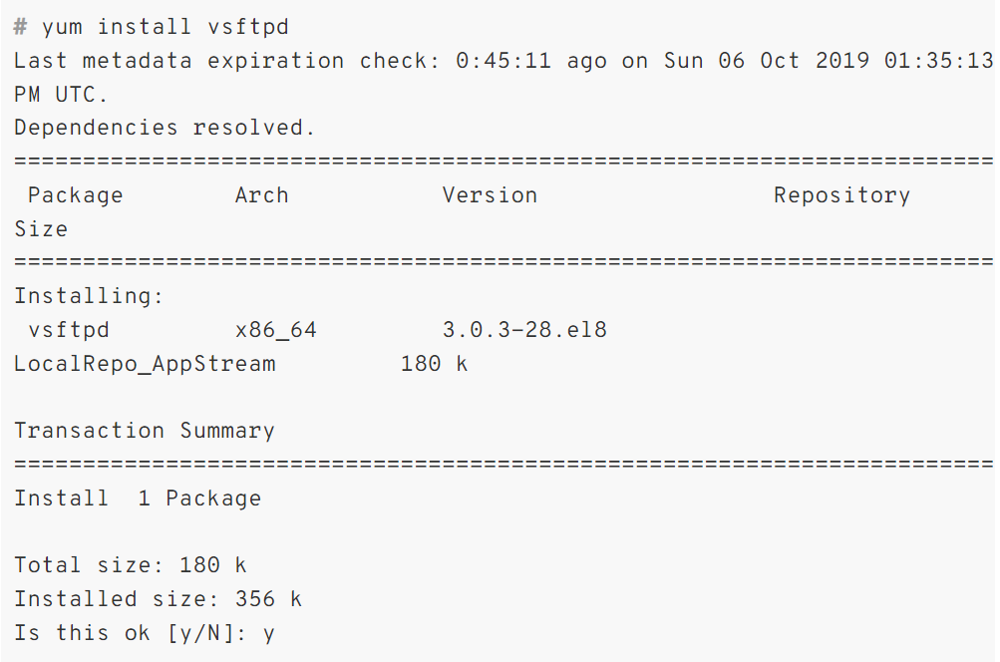 # yum install vsftpd
Last metadata expiration check: 0:45:11 ago on Sun 06 Oct 2019 01:35:13
PM UTC.
Dependencies resolved.
=======================================================================
 Package        Arch           Version                 Repository
Size
=======================================================================
Installing:
 vsftpd         x86_64         3.0.3-28.el8
LocalRepo_AppStream         180 k

Transaction Summary
=======================================================================
Install  1 Package

Total size: 180 k
Installed size: 356 k
Is this ok [y/N]: y